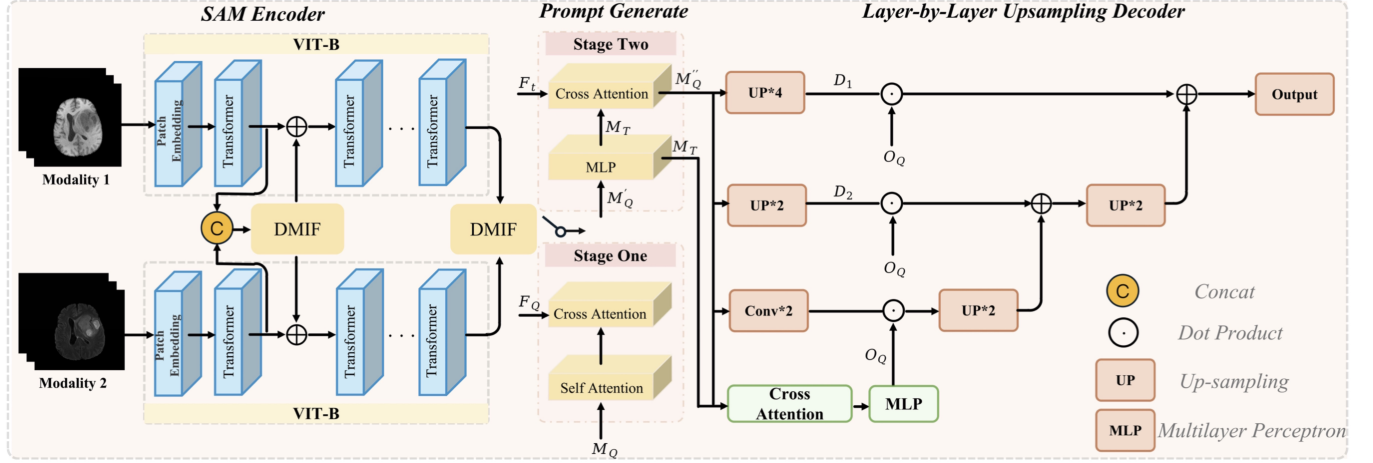 SAM Encoder
Prompt Generate
Layer-by-Layer Upsampling Decoder
VIT-B
Patch
Embedding
Transformer
Transformer
. . .
Transformer
Modality 1
C
DMIF
DMIF
Modality 2
Patch
Embedding
Transformer
Transformer
. . .
Transformer
VIT-B
Stage Two
F_t
Cross Attention
M''_Q
M_T
MLP
M_T
M'_Q
Stage One
F_Q
Cross Attention
Self Attention
M_Q
UP*4
D_1
O_Q
Output
UP*2
D_2
O_Q
UP*2
Conv*2
UP*2
O_Q
Cross
Attention
MLP
C
Concat
Dot Product
UP
Up-sampling
MLP
Multilayer Perceptron